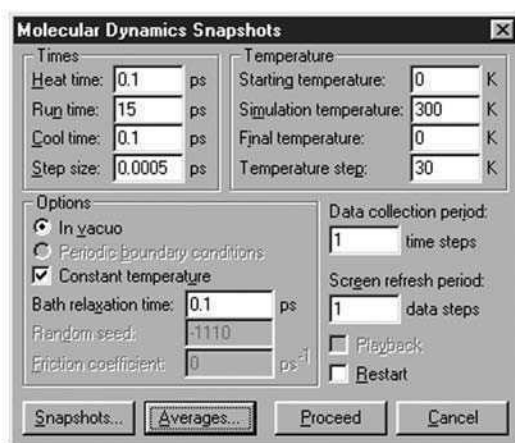 Molecular Dynamics Snapshots
Times
Heat time: 0.1 ps
Run time: 15 ps
Cool time: 0.1 ps
Step size: 0.0005 ps
Temperature
Starting temperature: 0 K
Simulation temperature: 300 K
Final temperature: 0 K
Temperature step: 30 K
Options
In vacuo
Periodic boundary conditions
Constant temperature
Bath relaxation time: 0.1 ps
Random seed: -1110
Friction coefficient: 0 ps-1
Data collection period:
1 time steps
Screen refresh period:
1 data steps
Playback
Restart
Snapshots... Averages... Proceed Cancel